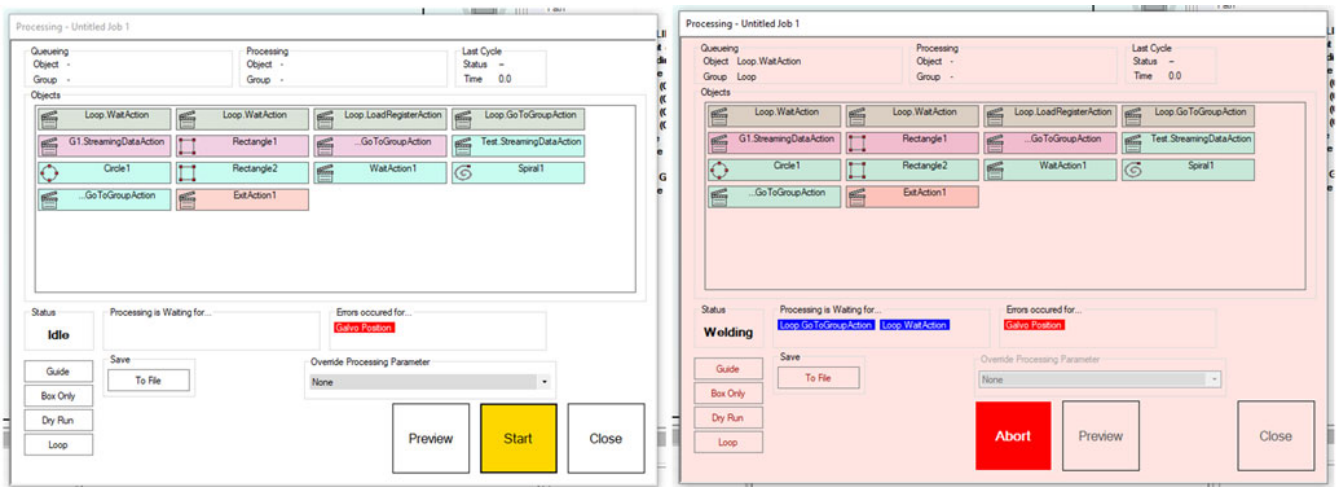 Processing - Untitled Job 1
Queueing
Object -
Group -
Processing
Object -
Group -
Last Cycle
Status –
Time 0.0
Objects
Loop.WaitAction
Loop.WaitAction
Loop.LoadRegisterAction
Loop.GoToGroupAction
G1.StreamingDataAction
Rectangle1
...GoToGroupAction
Test.StreamingDataAction
Circle1
Rectangle2
WaitAction1
Spiral1
...GoToGroupAction
ExitAction1
Status
Idle
Processing is Waiting for...
Errors occured for...
Galvo Position
Guide
Box Only
Dry Run
Loop
Save
To File
Override Processing Parameter
None
Preview
Start
Close
Processing - Untitled Job 1
Queueing
Object Loop.WaitAction
Group Loop
Processing
Object -
Group -
Last Cycle
Status –
Time 0.0
Objects
Loop.WaitAction
Loop.WaitAction
Loop.LoadRegisterAction
Loop.GoToGroupAction
G1.StreamingDataAction
Rectangle1
...GoToGroupAction
Test.StreamingDataAction
Circle1
Rectangle2
WaitAction1
Spiral1
...GoToGroupAction
ExitAction1
Status
Welding
Processing is Waiting for...
Loop.GoToGroupAction Loop.WaitAction
Errors occured for...
Galvo Position
Guide
Box Only
Dry Run
Loop
Save
To File
Override Processing Parameter
None
Abort
Preview
Close